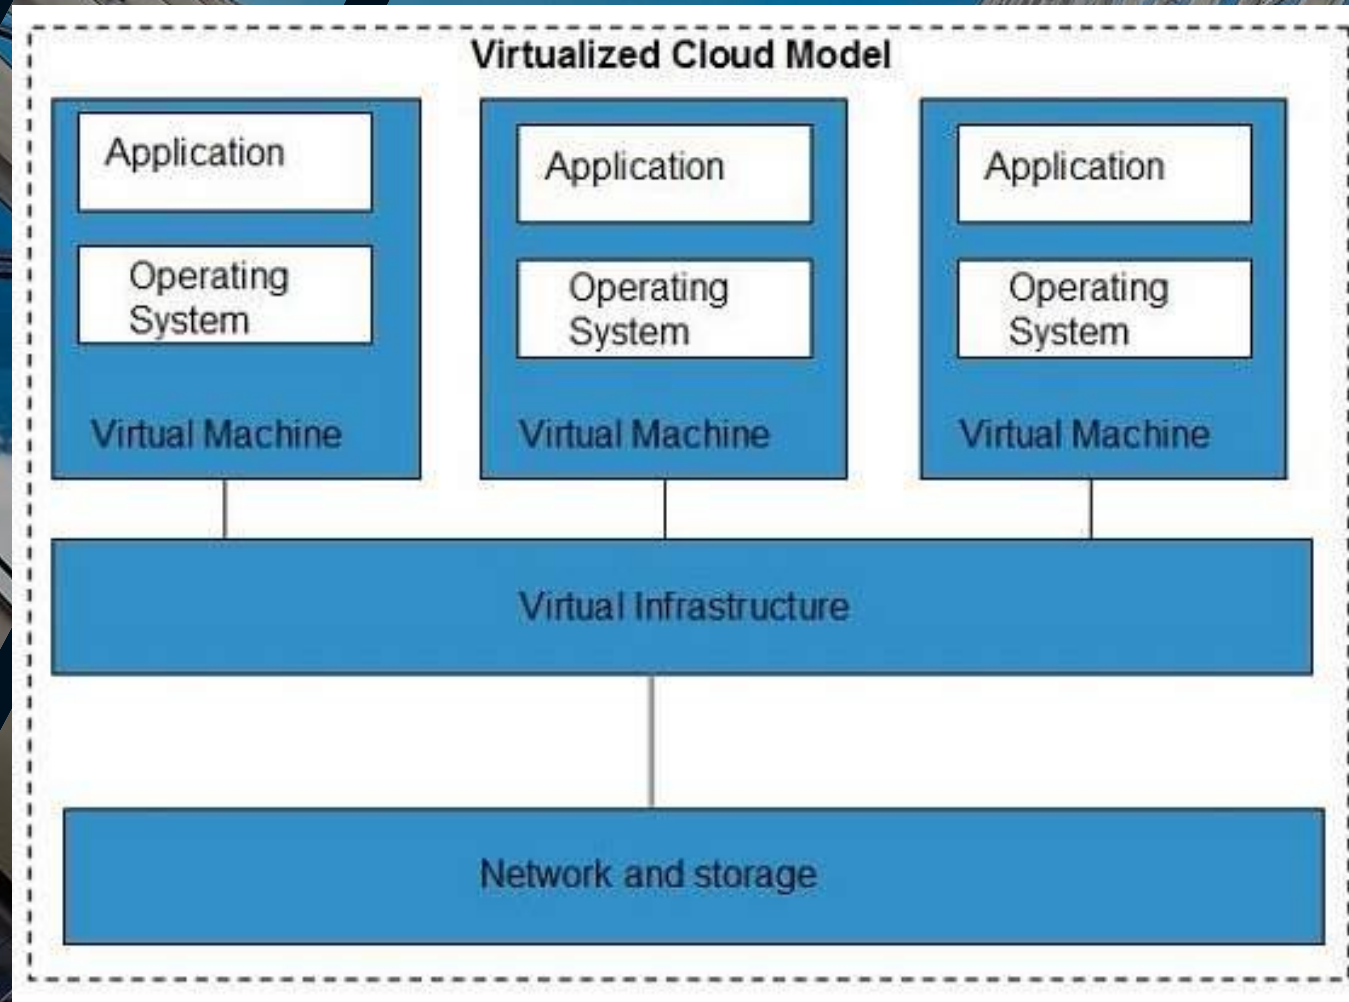 Virtualized Cloud Model
Application
Operating
System
Virtual Machine
Application
Operating
System
Virtual Machine
Application
Operating
System
Virtual Machine
Virtual Infrastructure
Network and storage